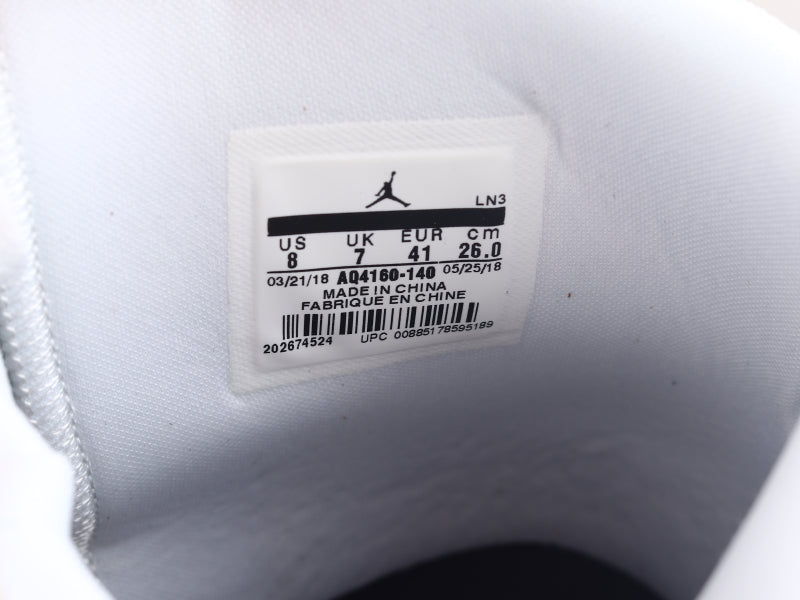 LN3
US UK EUR cm
8 7 41 26.0
03/21/18 AQ4160-140 05/25/18
MADE IN CHINA
FABRIQUE EN CHINE
202674524 UPC 00885178595189